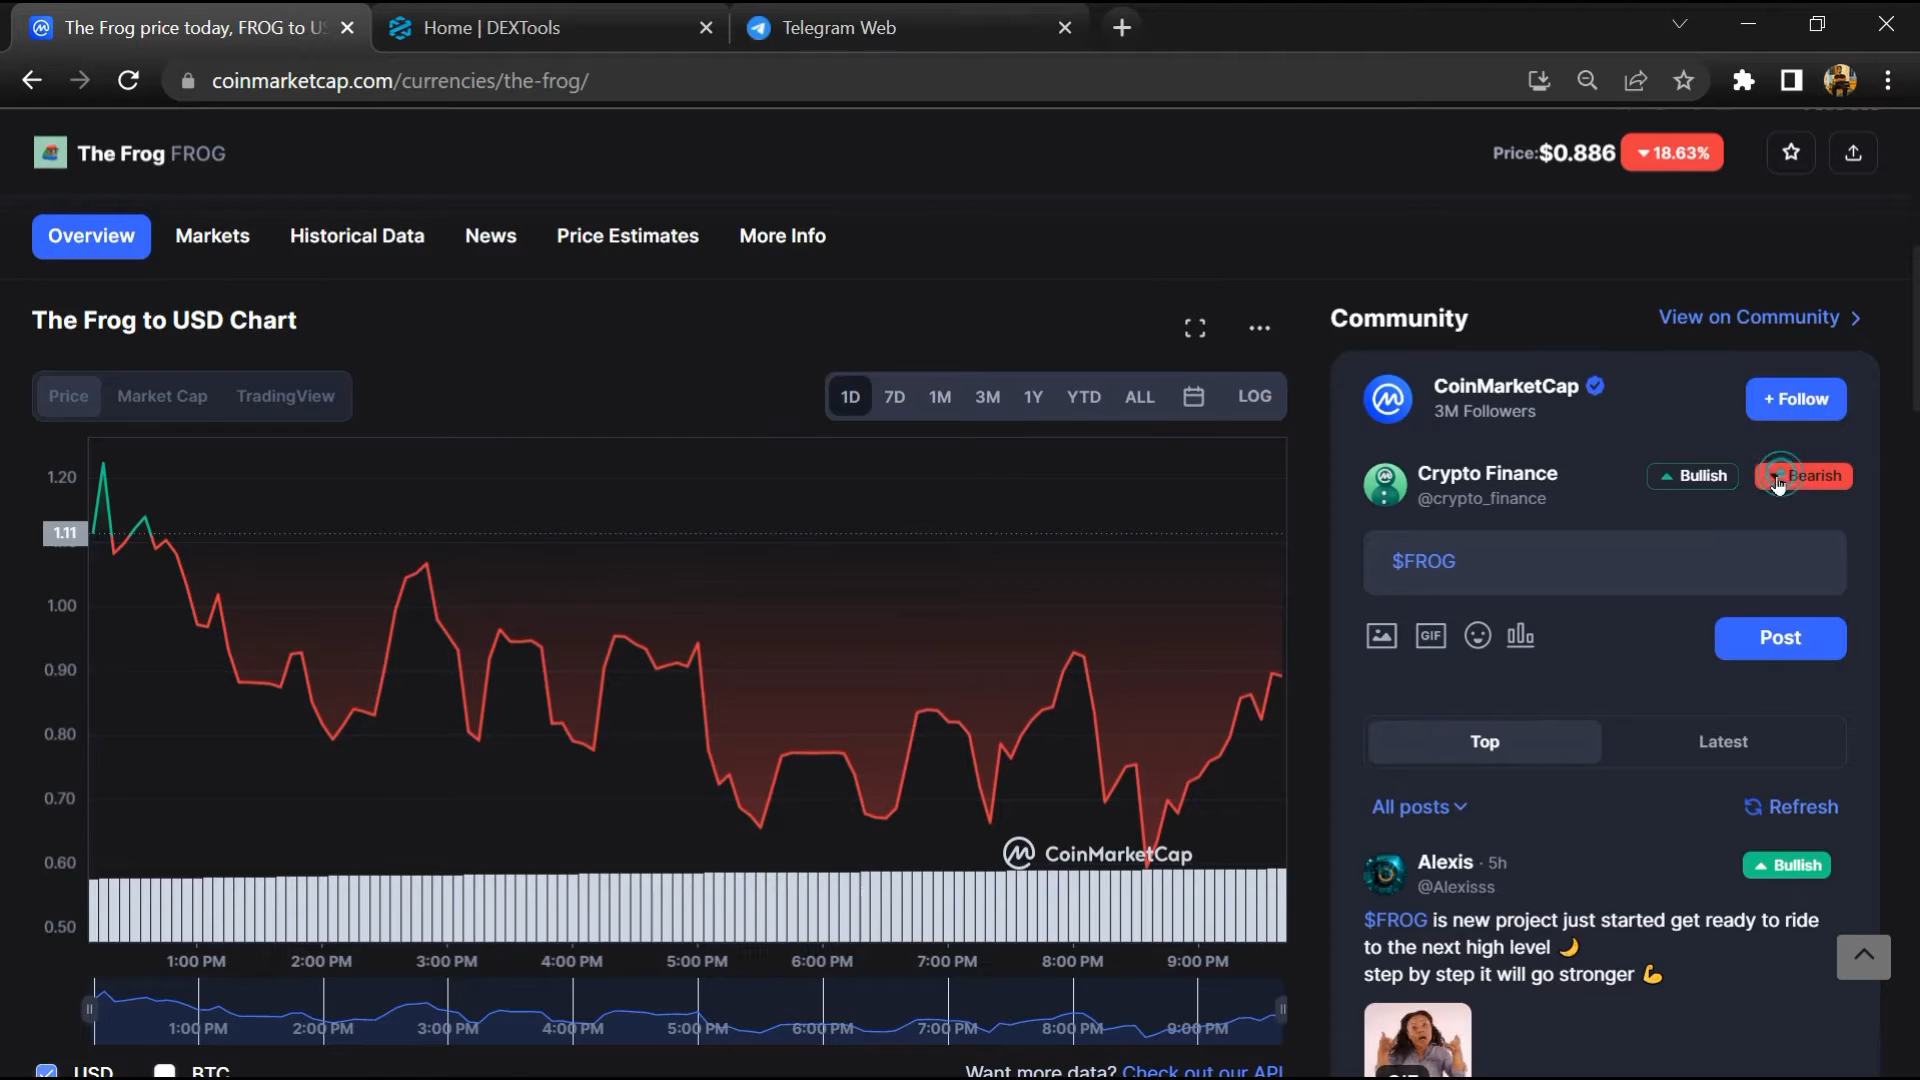 The Frog price today, FROG to U
Home | DEXTools
Telegram Web
coinmarketcap.com/currencies/the-frog/
The Frog FROG
Price:$0.886
18.63%
Overview
Markets
Historical Data
News
Price Estimates
More Info
The Frog to USD Chart
Price
Market Cap
TradingView
1D
7D
1M
3M
1Y
YTD
ALL
LOG
1.20
1.11
1.00
0.90
0.80
0.70
0.60
0.50
CoinMarketCap
1:00 PM
2:00 PM
3:00 PM
4:00 PM
5:00 PM
6:00 PM
7:00 PM
8:00 PM
9:00 PM
1:00 PM
2:00 PM
3:00 PM
4:00 PM
5:00 PM
6:00 PM
7:00 PM
8:00 PM
9:00 PM
USD
BTC
Want more data? Check out our API
Community
View on Community
CoinMarketCap
3M Followers
+ Follow
Crypto Finance
@crypto_finance
Bullish
Bearish
$FROG
GIF
Post
Top
Latest
All posts
Refresh
Alexis · 5h
@Alexisss
Bullish
$FROG is new project just started get ready to ride
to the next high level 🌙
step by step it will go stronger 💪